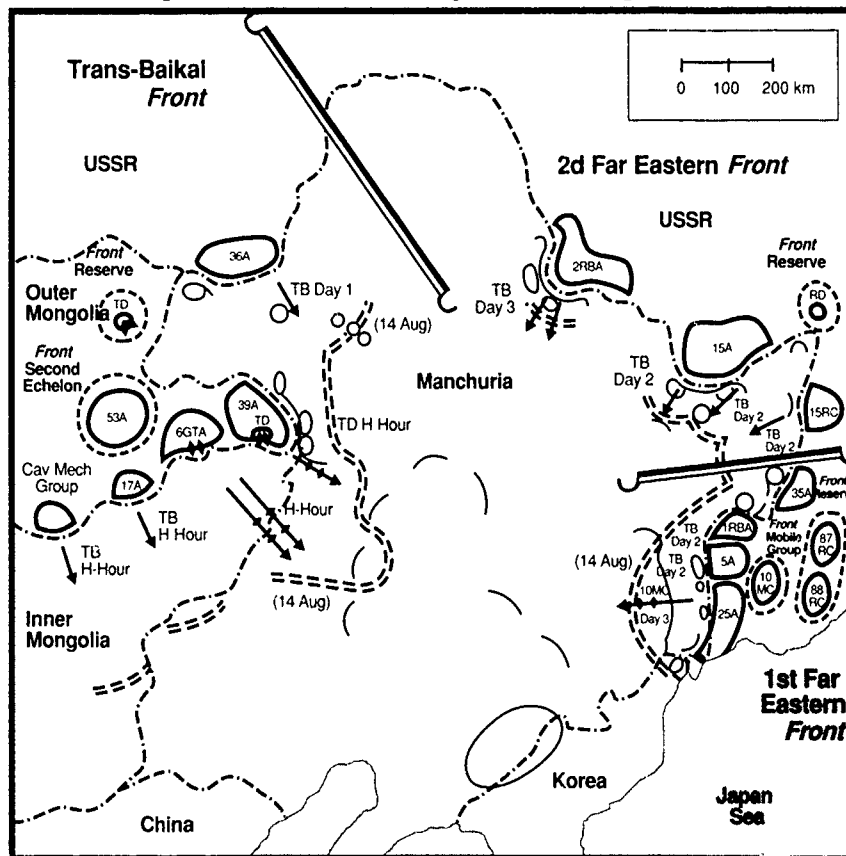 Trans-Baikal
Front
USSR
0 100 200 km
2d Far Eastern Front
USSR
Front
Reserve
36A
2RBA
Front
Reserve
RD
Outer
Mongolia
TD
TB Day 1
(14 Aug)
TB
Day 3
15A
Front
Second
Echelon
53A
39A
TD
6GTA
Manchuria
TD H Hour
TB
Day 2
TB
Day 2
15RC
TB
Day 2
Cav Mech
Group
17A
TB
H Hour
TB
H-Hour
H-Hour
(14 Aug)
35A
Front
Reserve
1RBA
TB
Day 2
Front
Mobile
Group
87
RC
(14 Aug)
TB
Day 2
5A
10
MC
88
RC
10MC
Day 3
25A
Inner
Mongolia
1st Far
Eastern
Front
Korea
Japan
Sea
China